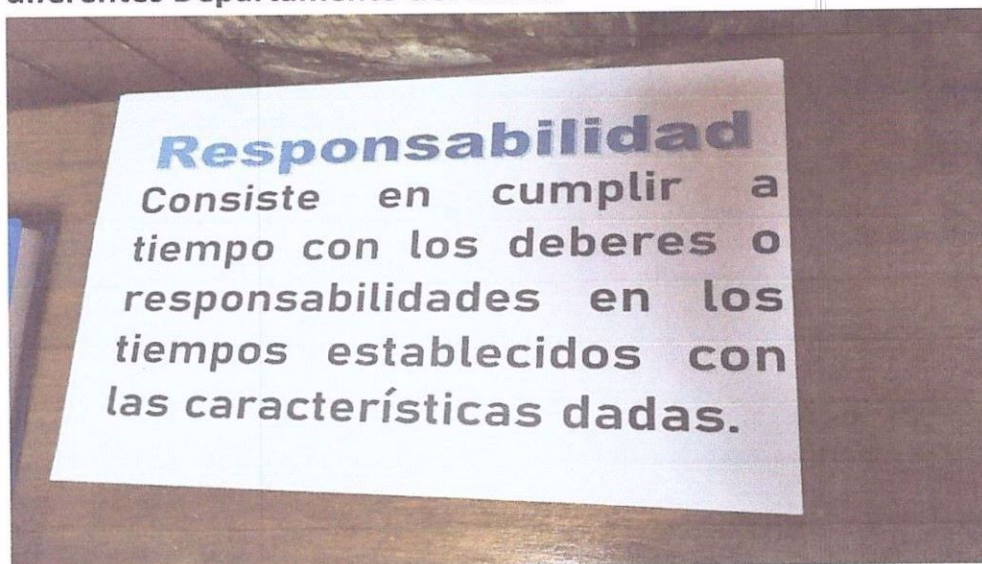 Responsabilidad
Consiste en cumplir a
tiempo con los deberes o
responsabilidades en los
tiempos establecidos con
las características dadas.